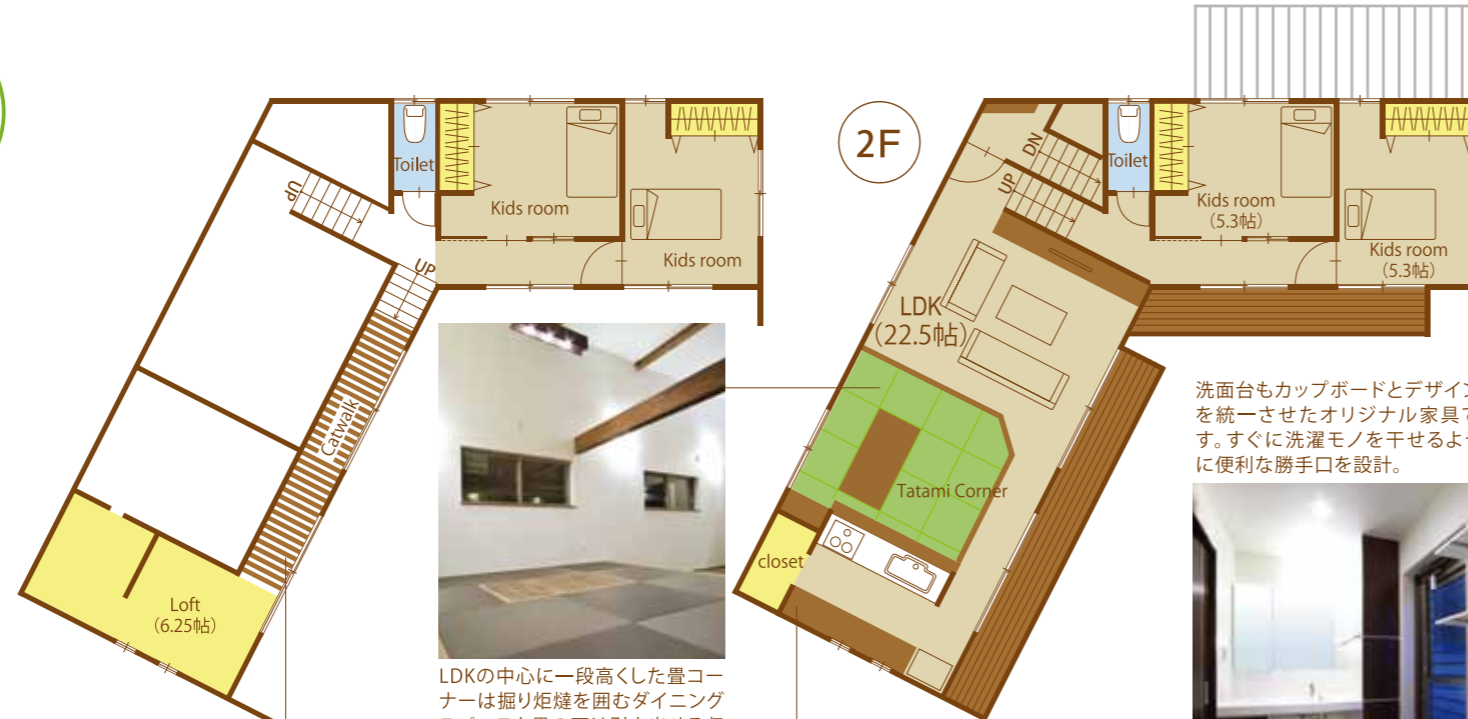 Toilet
UP
Kids room
Kids room
UP
Catwalk
Loft
(6.25帖)
LDKの中心に一段高くした畳コー
ナーは掘り炬燵を囲むダイニング
2F
DN
UP
Toilet
Kids room
(5.3帖)
Kids room
(5.3帖)
LDK
(22.5帖)
Tatami Corner
closet
洗面台もカップボードとデザイン
を統一させたオリジナル家具で
す。すぐに洗濯モノを干せるよう
に便利な勝手口を設計。